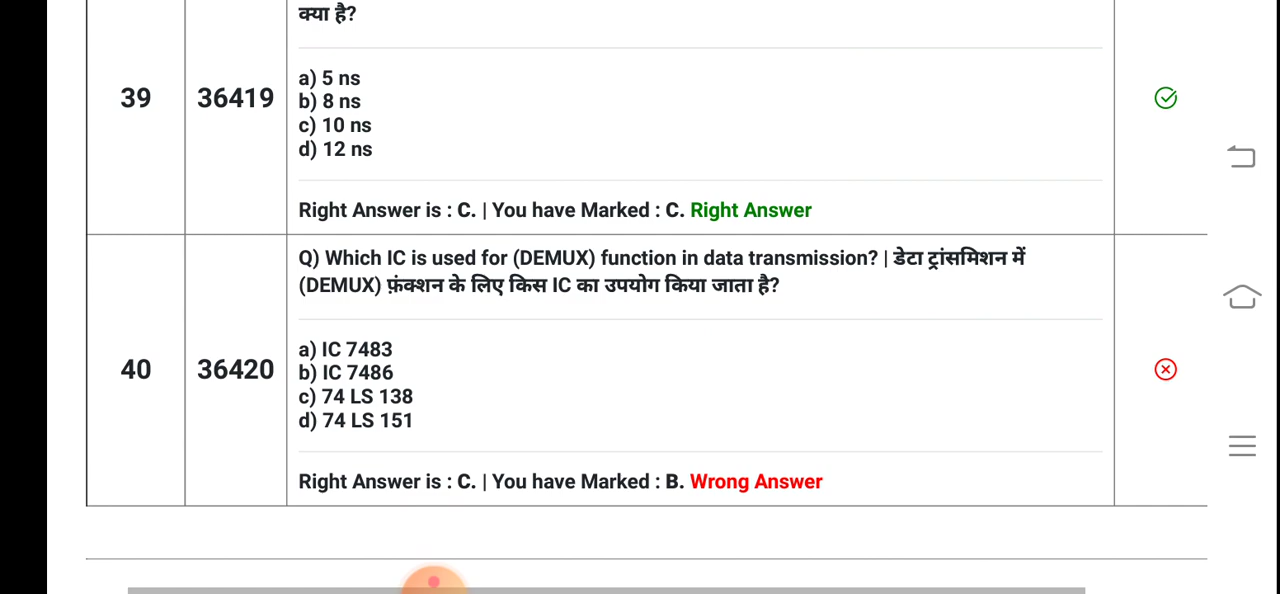 क्या है?
39
36419
a) 5 ns
b) 8 ns
c) 10 ns
d) 12 ns
Right Answer is : C. | You have Marked : C. Right Answer
40
36420
Q) Which IC is used for (DEMUX) function in data transmission? | डेटा ट्रांसमिशन में
(DEMUX) फ़ंक्शन के लिए किस IC का उपयोग किया जाता है?
a) IC 7483
b) IC 7486
c) 74 LS 138
d) 74 LS 151
Right Answer is : C. | You have Marked : B. Wrong Answer